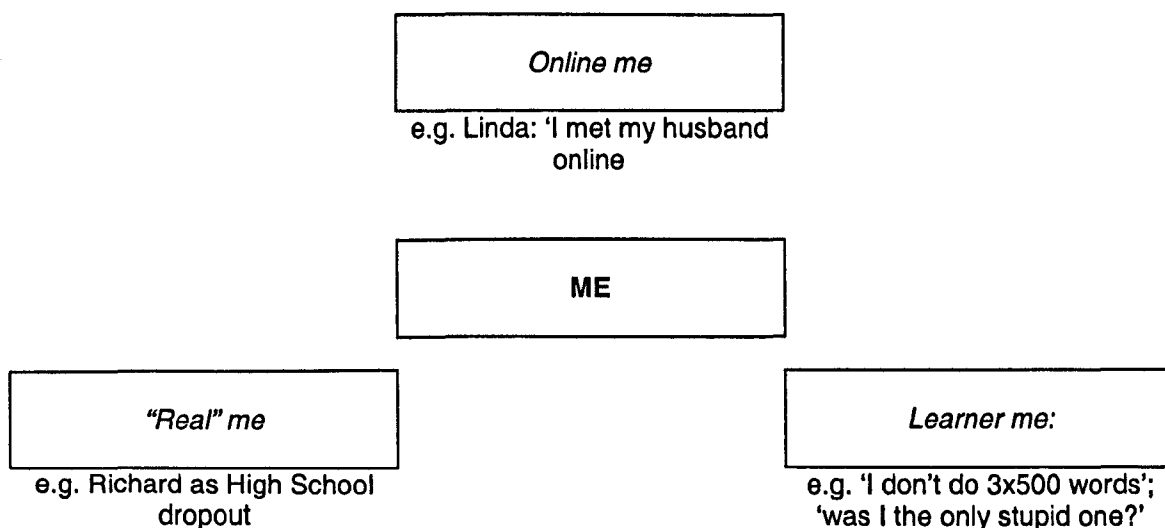 Online me
e.g. Linda: ‘I met my husband
online
ME
“Real” me
e.g. Richard as High School
dropout
Learner me:
e.g. ‘I don’t do 3x500 words’;
‘was I the only stupid one?’